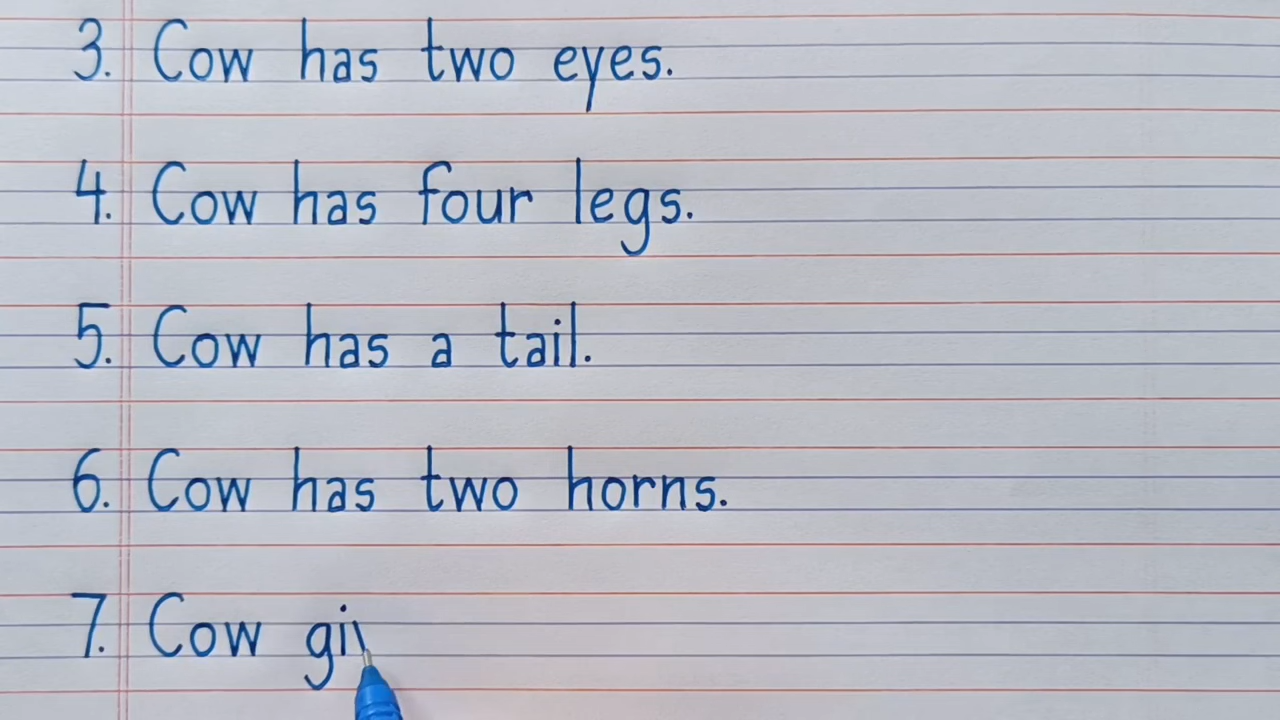 3. Cow has two eyes.
4. Cow has four legs.
5. Cow has a tail.
6. Cow has two horns.
7. Cow gi